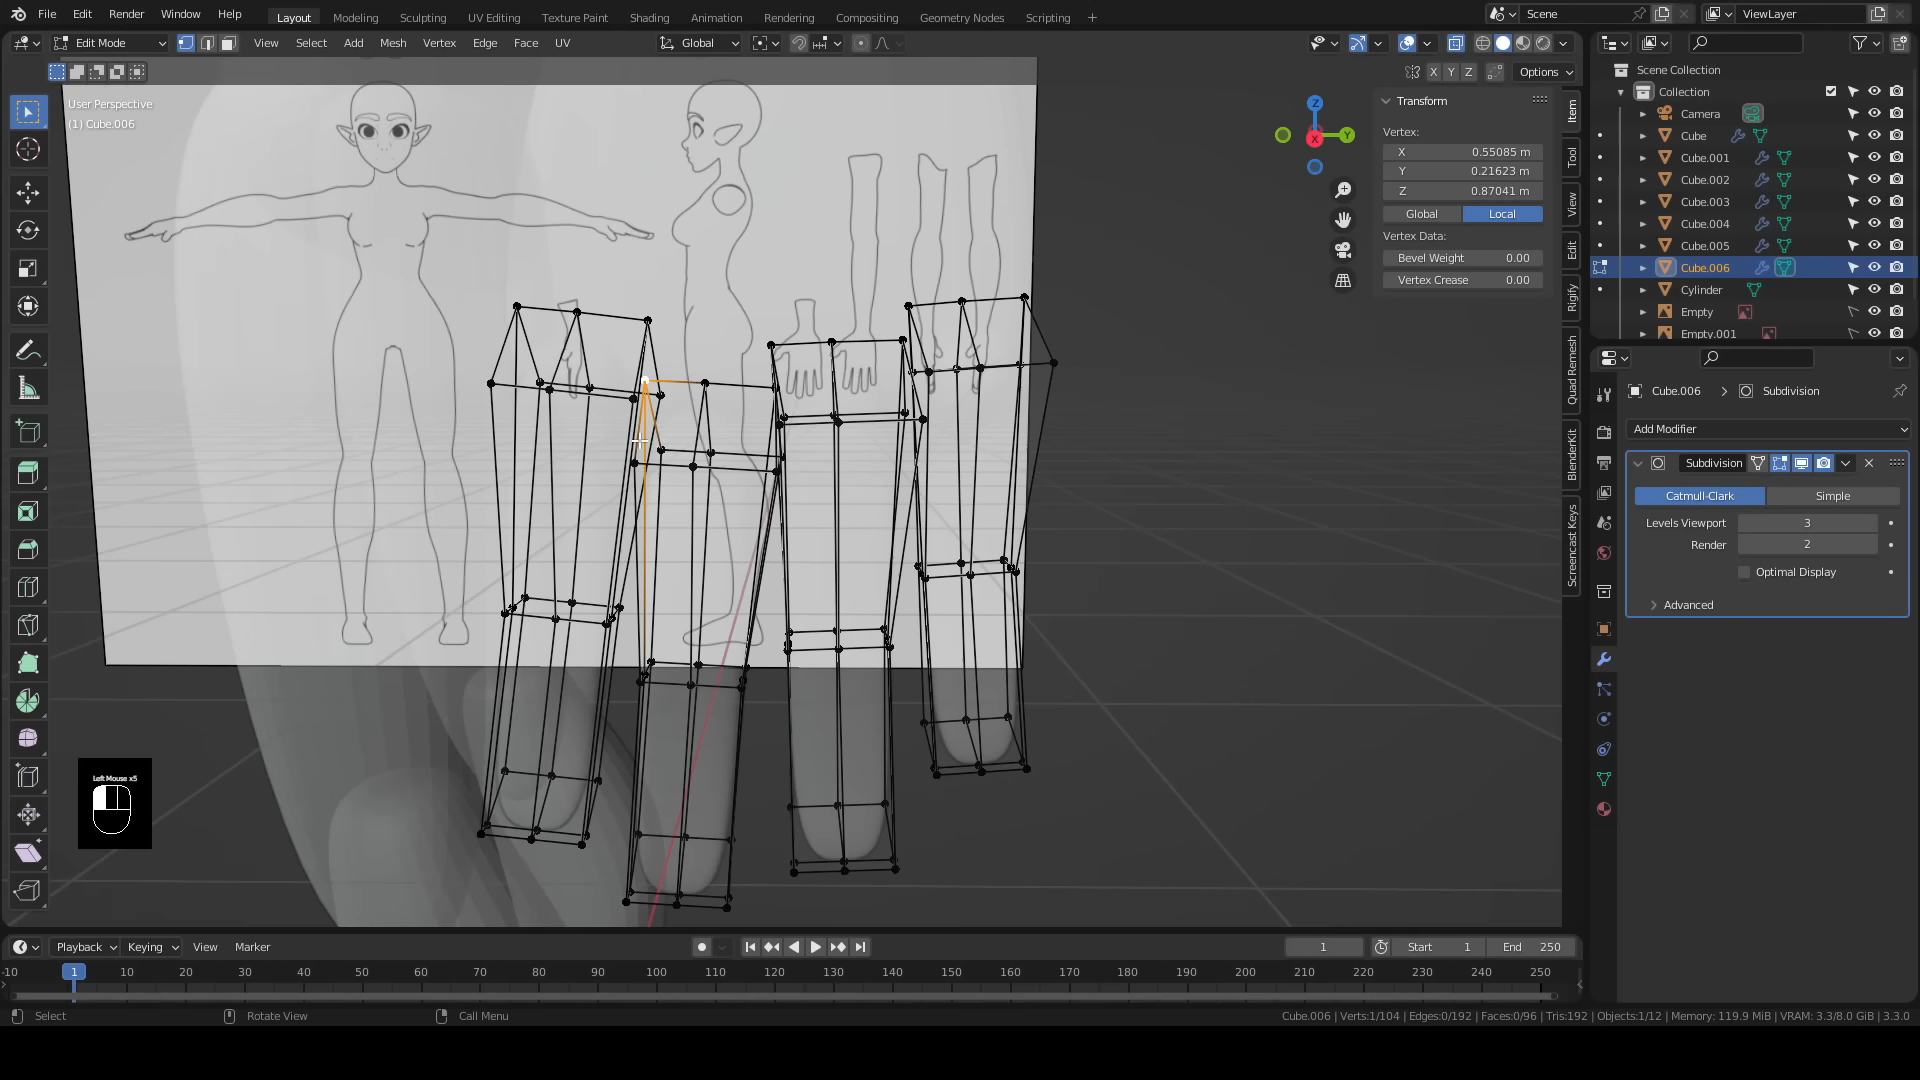 File Edit Render Window Help Layout Modeling Sculpting UV Editing Texture Paint Shading Animation Rendering Compositing Geometry Nodes Scripting + Scene ViewLayer
Edit Mode View Select Add Mesh Vertex Edge Face UV Global
X Y Z Options
User Perspective
(1) Cube.006
Z
X
Y
Transform
Vertex:
X 0.55085 m
Y 0.21623 m
Z 0.87041 m
Global Local
Vertex Data:
Bevel Weight 0.00
Vertex Crease 0.00
Item
Tool
View
Edit
Rigify
Quad Remesh
BlenderKit
Screencast Keys
Scene Collection
Collection
Camera
Cube
Cube.001
Cube.002
Cube.003
Cube.004
Cube.005
Cube.006
Cylinder
Empty
Empty.001
Cube.006 > Subdivision
Add Modifier
Subdivision
Catmull-Clark Simple
Levels Viewport 3
Render 2
Optimal Display
Advanced
Left Mouse x5
Playback Keying View Marker 1 Start 1 End 250
-10 1 10 20 30 40 50 60 70 80 90 100 110 120 130 140 150 160 170 180 190 200 210 220 230 240 250
Select Rotate View Call Menu Cube.006 | Verts:1/104 | Edges:0/192 | Faces:0/96 | Tris:192 | Objects:1/12 | Memory: 119.9 MiB | VRAM: 3.3/8.0 GiB | 3.3.0